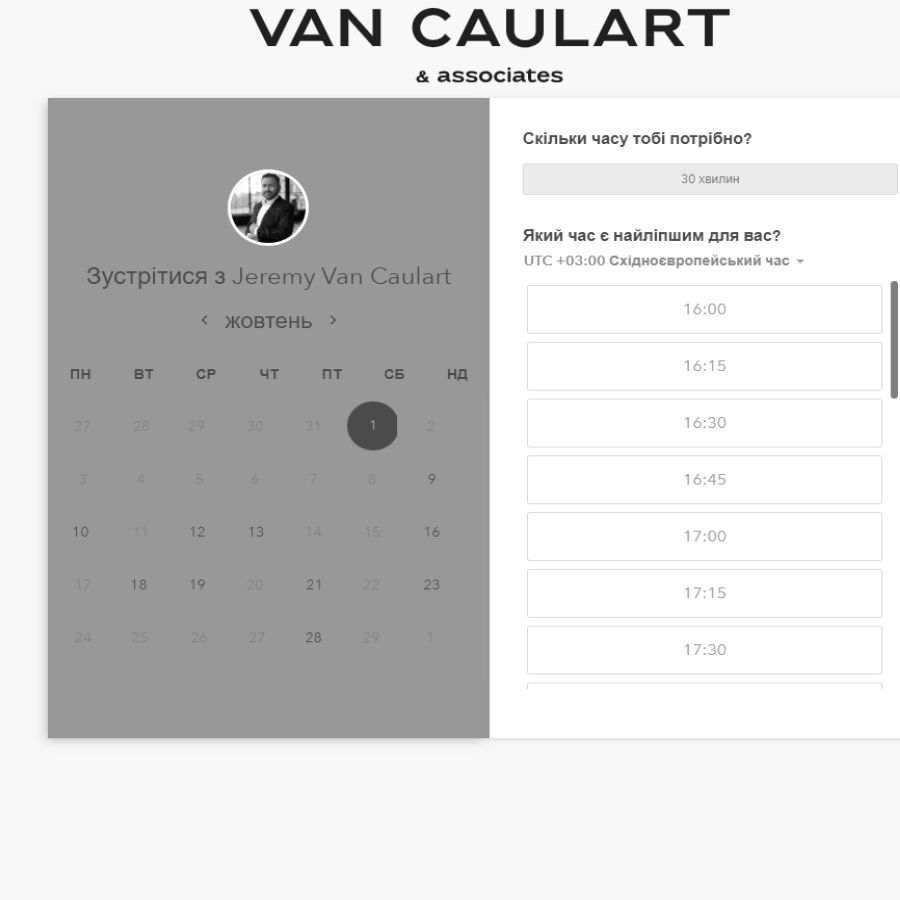 VAN CAULART
& associates
Зустрітися з Jeremy Van Caulart
жовтень
ПН ВТ СР ЧТ ПТ СБ НД
27 28 29 30 31 1 2
3 4 5 6 7 8 9
10 11 12 13 14 15 16
17 18 19 20 21 22 23
24 25 26 27 28 29 1
Скільки часу тобі потрібно?
30 хвилин
Який час є найліпшим для вас?
UTC +03:00 Східноєвропейський час
16:00
16:15
16:30
16:45
17:00
17:15
17:30